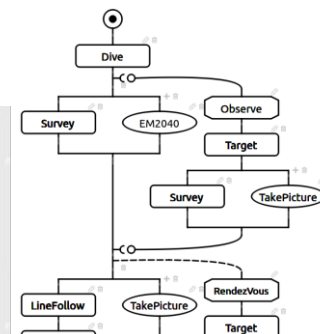 Dive
Observe
Survey
EM2040
Target
Survey
TakePicture
RendezVous
LineFollow
TakePicture
Target